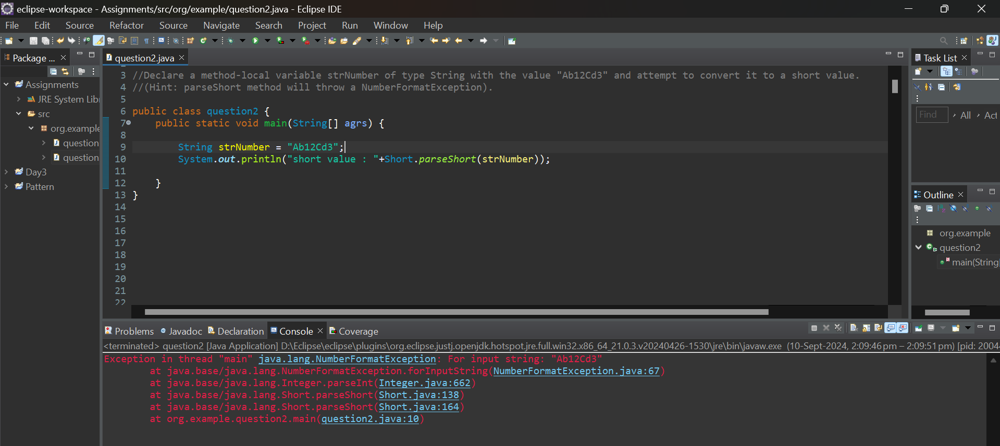 eclipse-workspace - Assignments/src/org/example/question2.java - Eclipse IDE
File Edit Source Refactor Source Navigate Search Project Run Window Help
Package ...
Assignments
JRE System Libr
src
org.example
question
question
Day3
Pattern
question2.java
3 //Declare a method-local variable strNumber of type String with the value "Ab12Cd3" and attempt to convert it to a short value.
4 //(Hint: parseShort method will throw a NumberFormatException).
5
6 public class question2 {
7 public static void main(String[] agrs) {
8
9 String strNumber = "Ab12Cd3";
10 System.out.println("short value : "+Short.parseShort(strNumber));
11
12 }
13 }
14
15
16
17
18
19
20
21
22
Task List
Find All Act
Outline
org.example
question2
main(String
Problems Javadoc Declaration Console Coverage
<terminated> question2 [Java Application] D:\Eclipse\eclipse\plugins\org.eclipse.justj.openjdk.hotspot.jre.full.win32.x86_64_21.0.3.v20240426-1530\jre\bin\javaw.exe (10-Sept-2024, 2:09:46 pm – 2:09:51 pm) [pid: 2004
Exception in thread "main" java.lang.NumberFormatException: For input string: "Ab12Cd3"
at java.base/java.lang.NumberFormatException.forInputString(NumberFormatException.java:67)
at java.base/java.lang.Integer.parseInt(Integer.java:662)
at java.base/java.lang.Short.parseShort(Short.java:138)
at java.base/java.lang.Short.parseShort(Short.java:164)
at org.example.question2.main(question2.java:10)